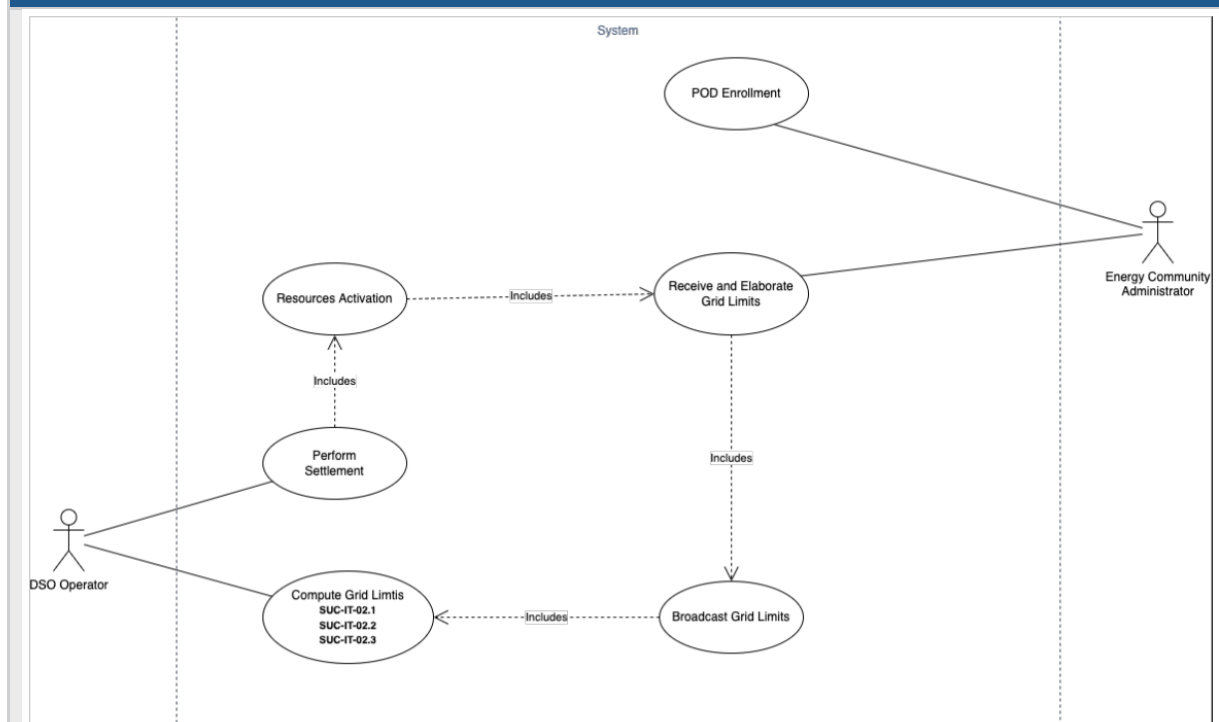 System
POD Enrollment
Energy Community
Administrator
Resources Activation
Includes
Receive and Elaborate
Grid Limits
Includes
Perform
Settlement
Includes
DSO Operator
Compute Grid Limtis
SUC-IT-02.1
SUC-IT-02.2
SUC-IT-02.3
Includes
Broadcast Grid Limits